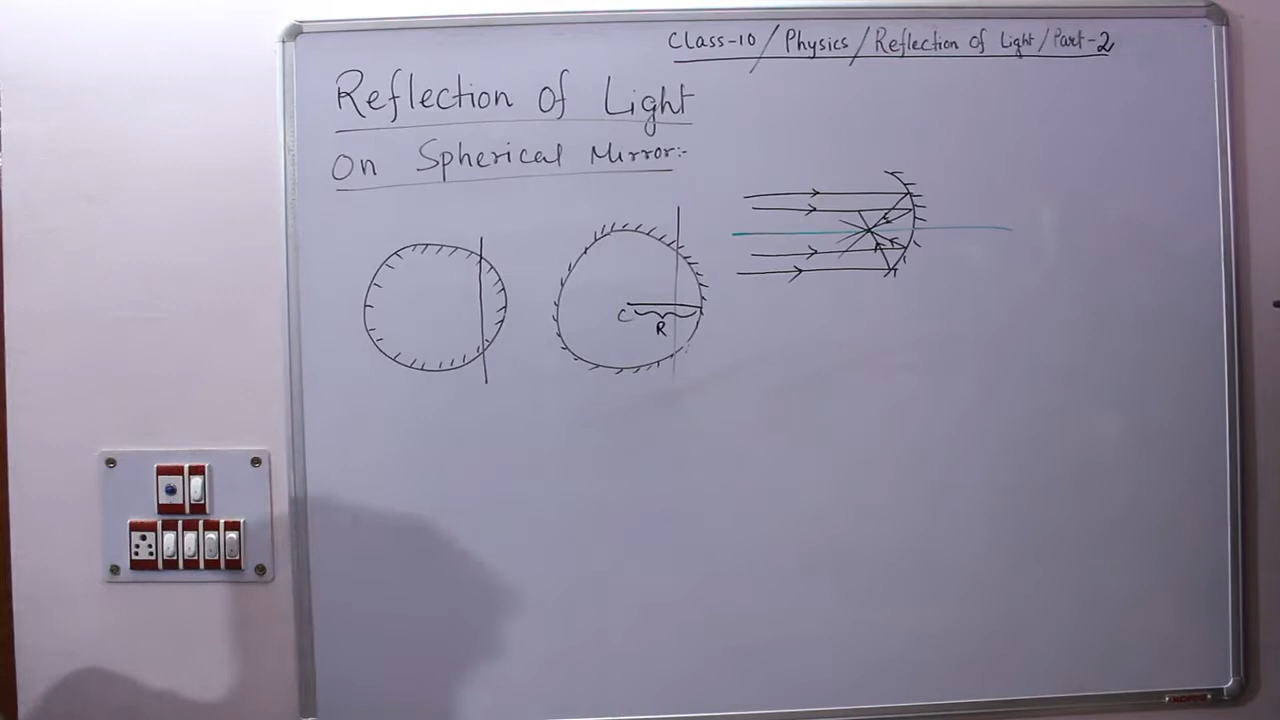 Class-10/Physics/Reflection of Light/Part-2
Reflection of Light
On Spherical Mirror:-
C
R